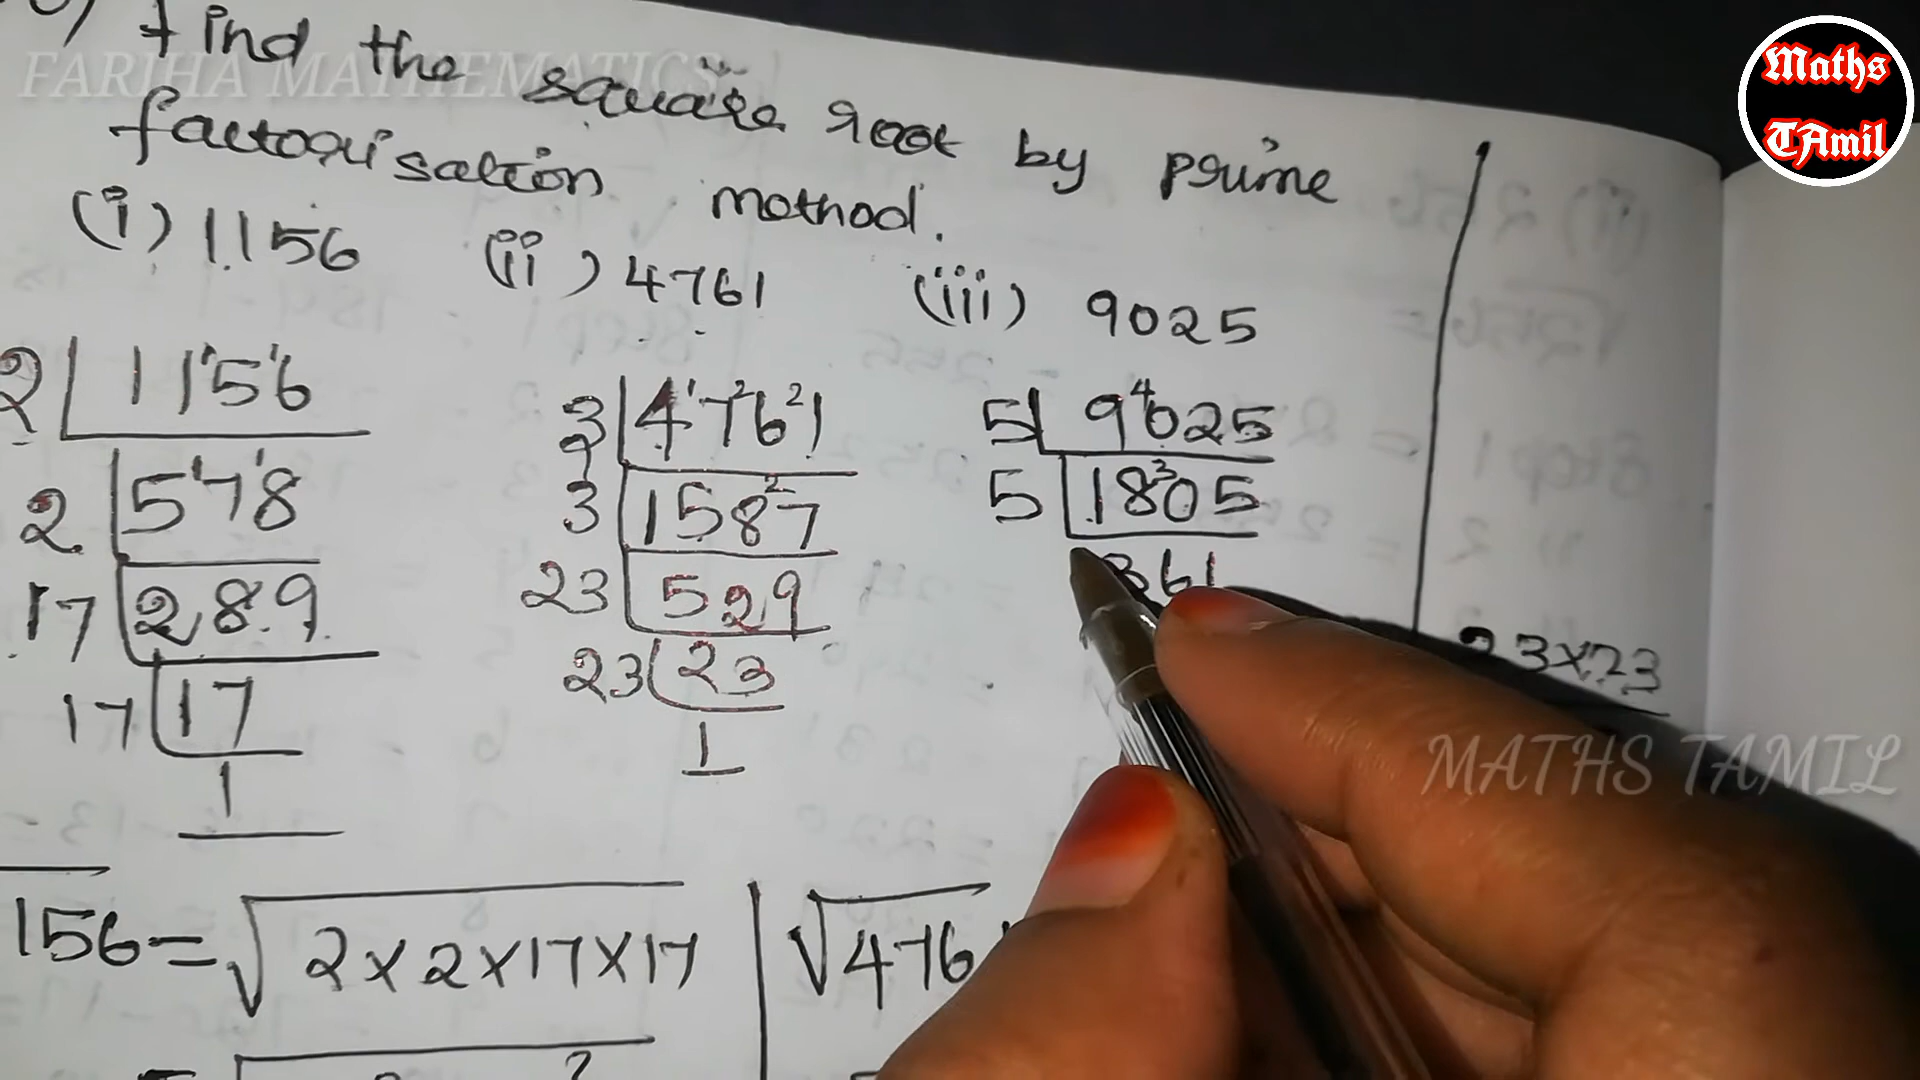 Find the square root by prime
factorisation method.
(i) 1156 (ii) 4761 (iii) 9025
2 1156
2 578
17 289
17 17
1
3 4761
3 1587
23 529
23 23
1
5 9025
5 1805
361
23×23
156 = √2×2×17×17
√476
FARIHA MATHEMATICS
MATHS TAMIL
Maths
TAmil